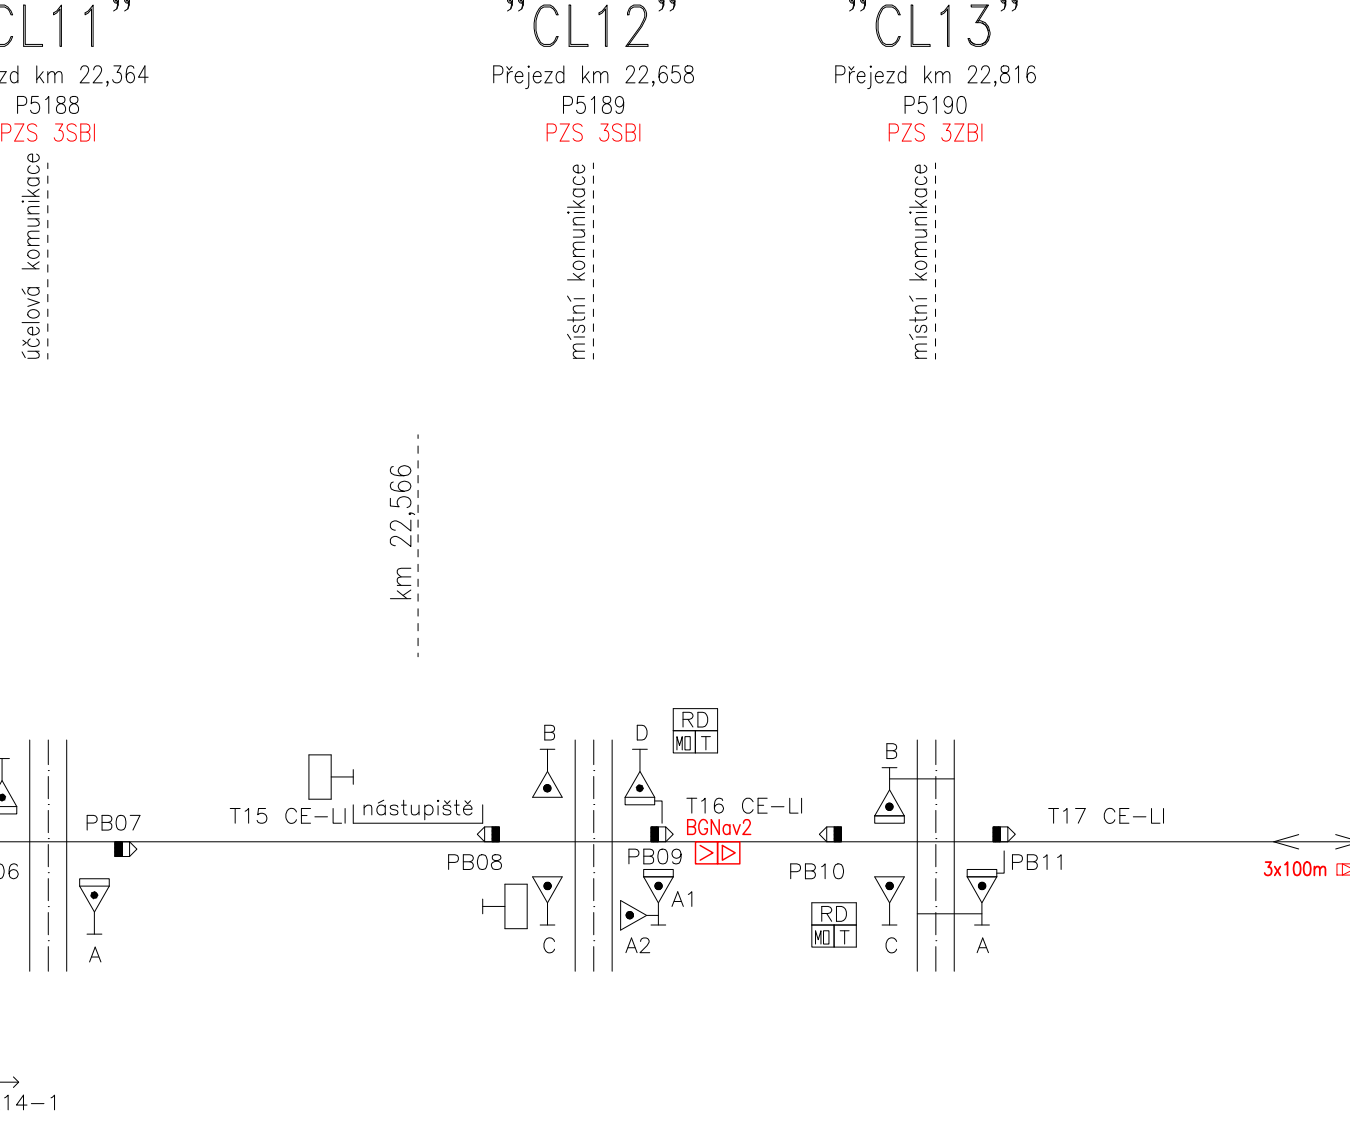 CL11”
”CL12”
”CL13”
zd km 22,364
Přejezd km 22,658
Přejezd km 22,816
P5188
P5189
P5190
PZS 3SBI
PZS 3SBI
PZS 3ZBI
účelová komunikace
místní komunikace
místní komunikace
km 22,566
RD
MO T
B
D
B
nástupiště
T15 CE-LI
T16 CE-LI
T17 CE-LI
PB07
BGNav2
06
PB08
PB09
PB10
PB11
3x100m
A1
RD
MO T
A
C
A2
C
A
14-1